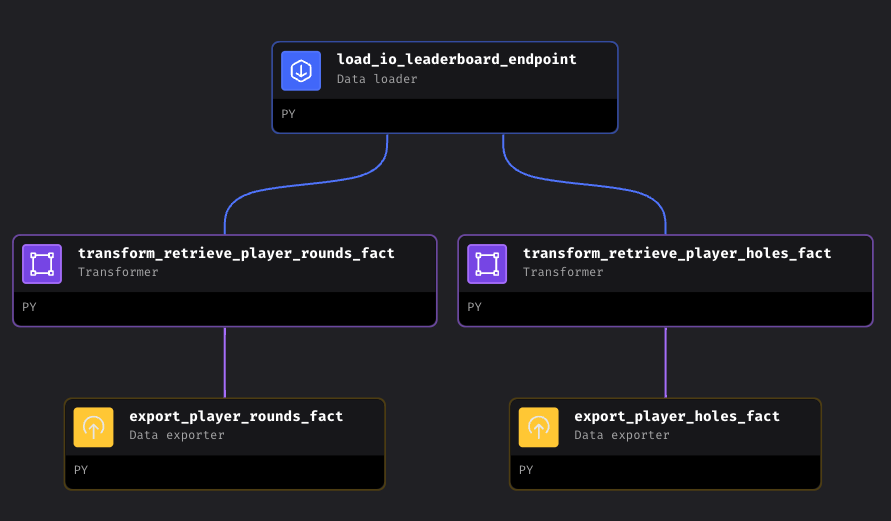 load_io_leaderboard_endpoint
Data loader
PY
transform_retrieve_player_rounds_fact
Transformer
PY
transform_retrieve_player_holes_fact
Transformer
PY
export_player_rounds_fact
Data exporter
PY
export_player_holes_fact
Data exporter
PY